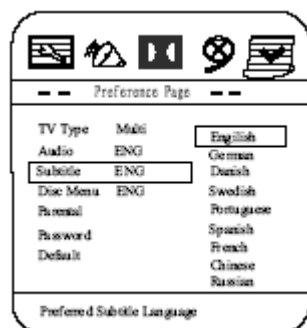 -- -- Preference Page -- --
TV Type Multi
Audio ENG
Subtitle ENG
Disc Menu ENG
Parental
Password
Default
Engilish
German
Danish
Swedish
Portuguese
Spanish
French
Chinese
Russian
Preferred Subtitle Language